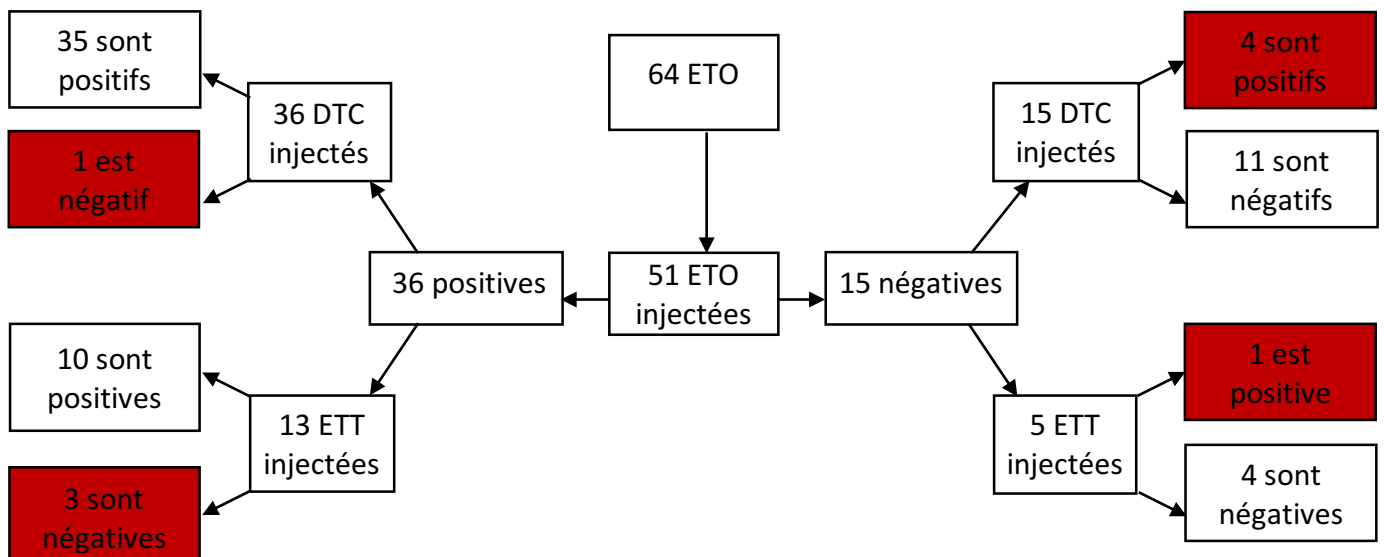 35 sont
positifs
64 ETO
4 sont
positifs
36 DTC
injectés
15 DTC
injectés
1 est
négatif
11 sont
négatifs
36 positives
51 ETO
injectées
15 négatives
10 sont
positives
1 est
positive
13 ETT
injectées
5 ETT
injectées
3 sont
négatives
4 sont
négatives